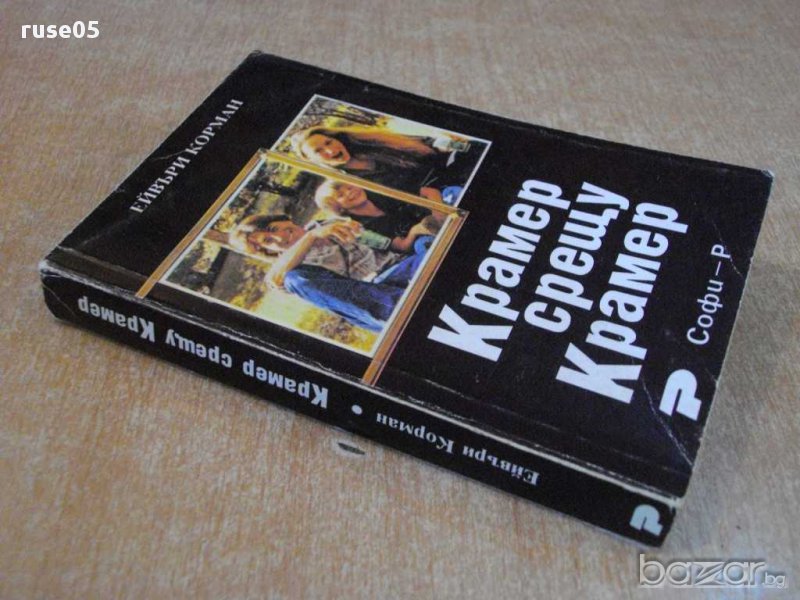 ruse05
ЕЙВЪРИ КОРМАН
Крамер
срещу
Крамер
Софи – Р
Ейвъри Корман • Крамер срещу Крамер
bazar.bg